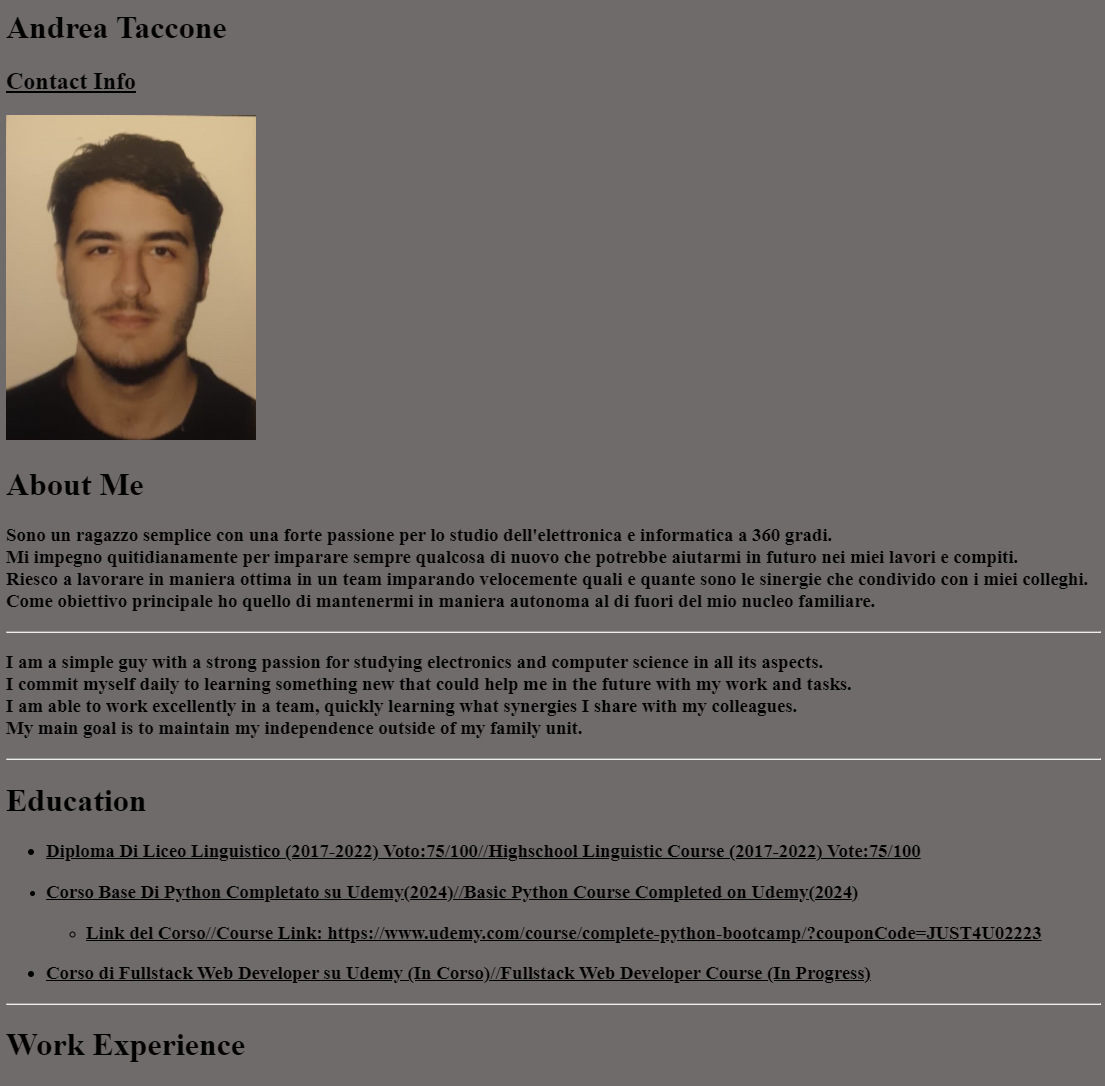 Andrea Taccone
Contact Info
About Me
Sono un ragazzo semplice con una forte passione per lo studio dell'elettronica e informatica a 360 gradi.
Mi impegno quitidianamente per imparare sempre qualcosa di nuovo che potrebbe aiutarmi in futuro nei miei lavori e compiti.
Riesco a lavorare in maniera ottima in un team imparando velocemente quali e quante sono le sinergie che condivido con i miei colleghi.
Come obiettivo principale ho quello di mantenermi in maniera autonoma al di fuori del mio nucleo familiare.
I am a simple guy with a strong passion for studying electronics and computer science in all its aspects.
I commit myself daily to learning something new that could help me in the future with my work and tasks.
I am able to work excellently in a team, quickly learning what synergies I share with my colleagues.
My main goal is to maintain my independence outside of my family unit.
Education
Diploma Di Liceo Linguistico (2017-2022) Voto:75/100//Highschool Linguistic Course (2017-2022) Vote:75/100
Corso Base Di Python Completato su Udemy(2024)//Basic Python Course Completed on Udemy(2024)
Link del Corso//Course Link: https://www.udemy.com/course/complete-python-bootcamp/?couponCode=JUST4U02223
Corso di Fullstack Web Developer su Udemy (In Corso)//Fullstack Web Developer Course (In Progress)
Work Experience